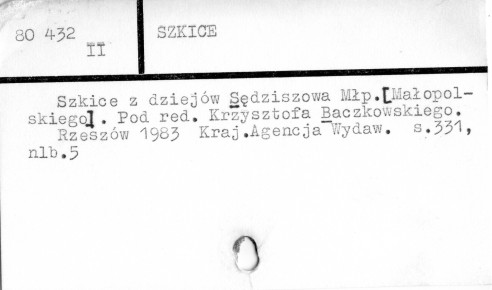 80 432
II
SZKICE
Szkice z dziejów Sędziszowa Młp.[Małopol-
skiego]. Pod red. Krzysztofa Baczkowskiego.
Rzeszów 1983 Kraj.Agencja Wydaw. s.331,
nlb.5